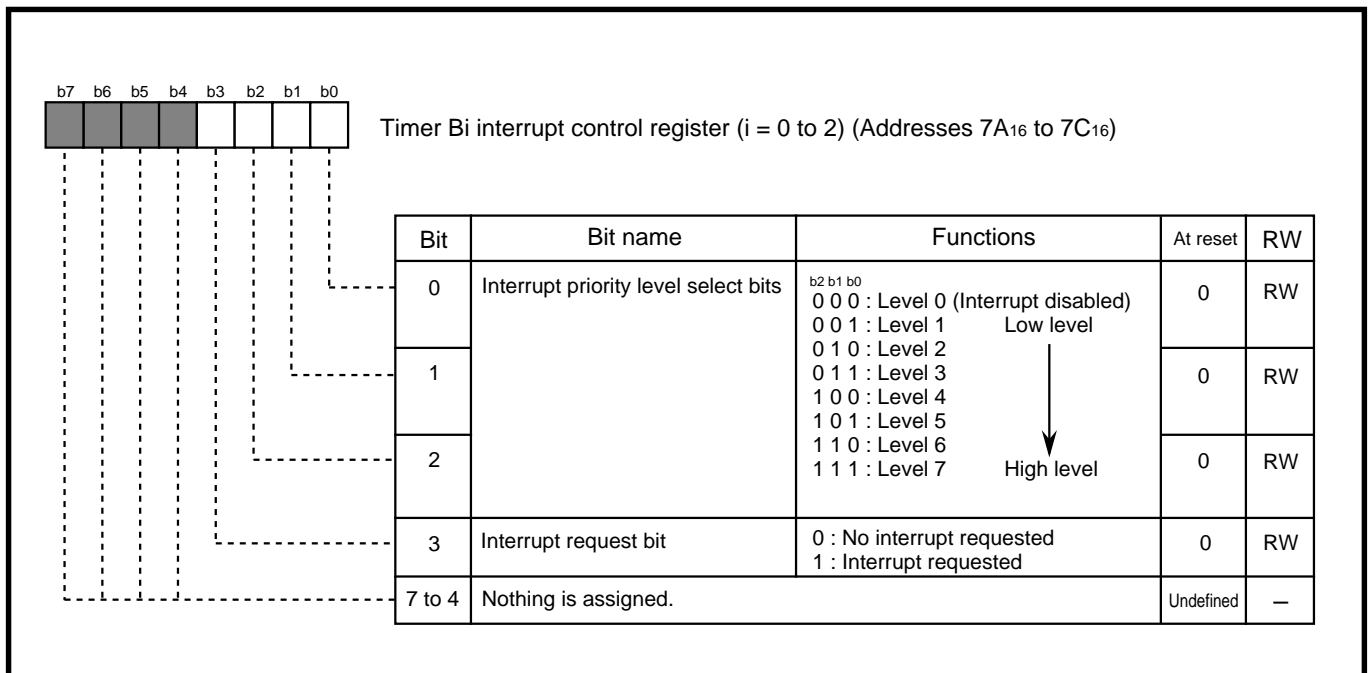 b7 b6 b5 b4 b3 b2 b1 b0
Timer Bi interrupt control register (i = 0 to 2) (Addresses 7A16 to 7C16)
Bit Bit name Functions At reset RW
0 Interrupt priority level select bits b2 b1 b0 0 RW
0 0 0 : Level 0 (Interrupt disabled)
0 0 1 : Level 1 Low level
0 1 0 : Level 2
1 0 1 1 : Level 3 0 RW
1 0 0 : Level 4
1 0 1 : Level 5
1 1 0 : Level 6
2 1 1 1 : Level 7 High level 0 RW
3 Interrupt request bit 0 : No interrupt requested 0 RW
1 : Interrupt requested
7 to 4 Nothing is assigned. Undefined –